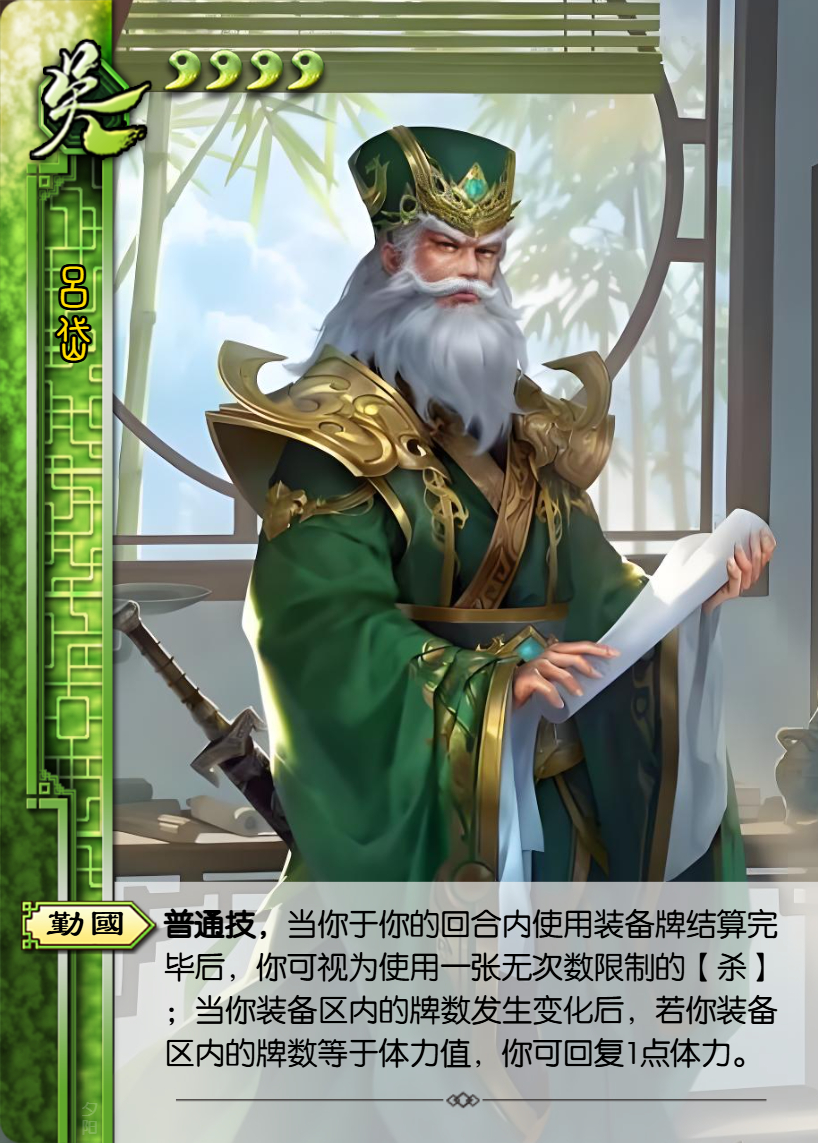 吴
呂岱
勤國
普通技，当你于你的回合内使用装备牌结算完
毕后，你可视为使用一张无次数限制的【杀】
；当你装备区内的牌数发生变化后，若你装备
区内的牌数等于体力值，你可回复1点体力。
夕阳